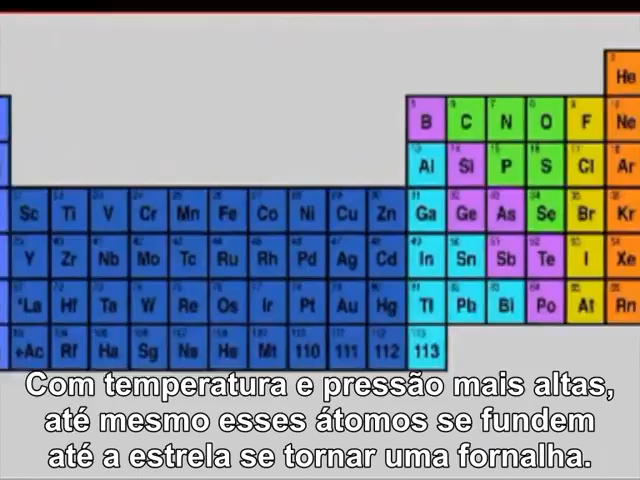 He
B C N O F Ne
Al Si P S Cl Ar
Sc Ti V Cr Mn Fe Co Ni Cu Zn Ga Ge As Se Br Kr
Y Zr Nb Mo Tc Ru Rh Pd Ag Cd In Sn Sb Te I Xe
*La Hf Ta W Re Os Ir Pt Au Hg Tl Pb Bi Po At Rn
+Ac Rf Ha Sg Ns Hs Mt 110 111 112 113
Com temperatura e pressão mais altas,
até mesmo esses átomos se fundem
até a estrela se tornar uma fornalha.